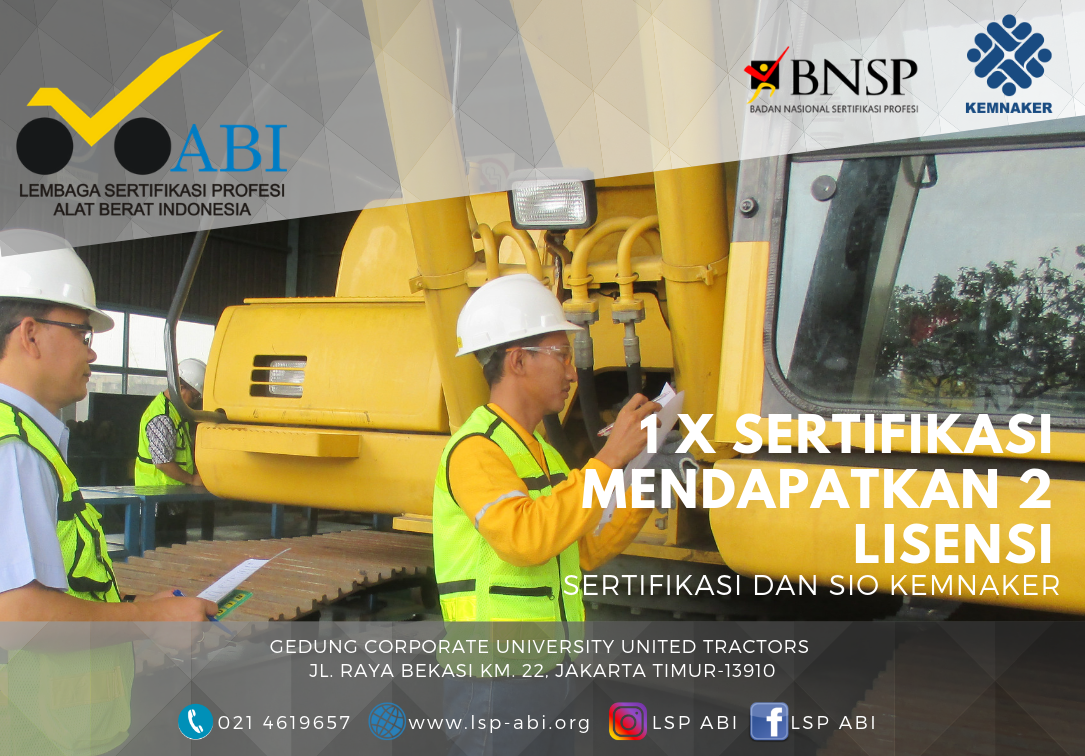 ABI
LEMBAGA SERTIFIKASI PROFESI
ALAT BERAT INDONESIA
BNSP
BADAN NASIONAL SERTIFIKASI PROFESI
KEMNAKER
1 X SERTIFIKASI
MENDAPATKAN 2
LISENSI
SERTIFIKASI DAN SIO KEMNAKER
GEDUNG CORPORATE UNIVERSITY UNITED TRACTORS
JL. RAYA BEKASI KM. 22, JAKARTA TIMUR-13910
021 4619657 www.lsp-abi.org LSP ABI LSP ABI